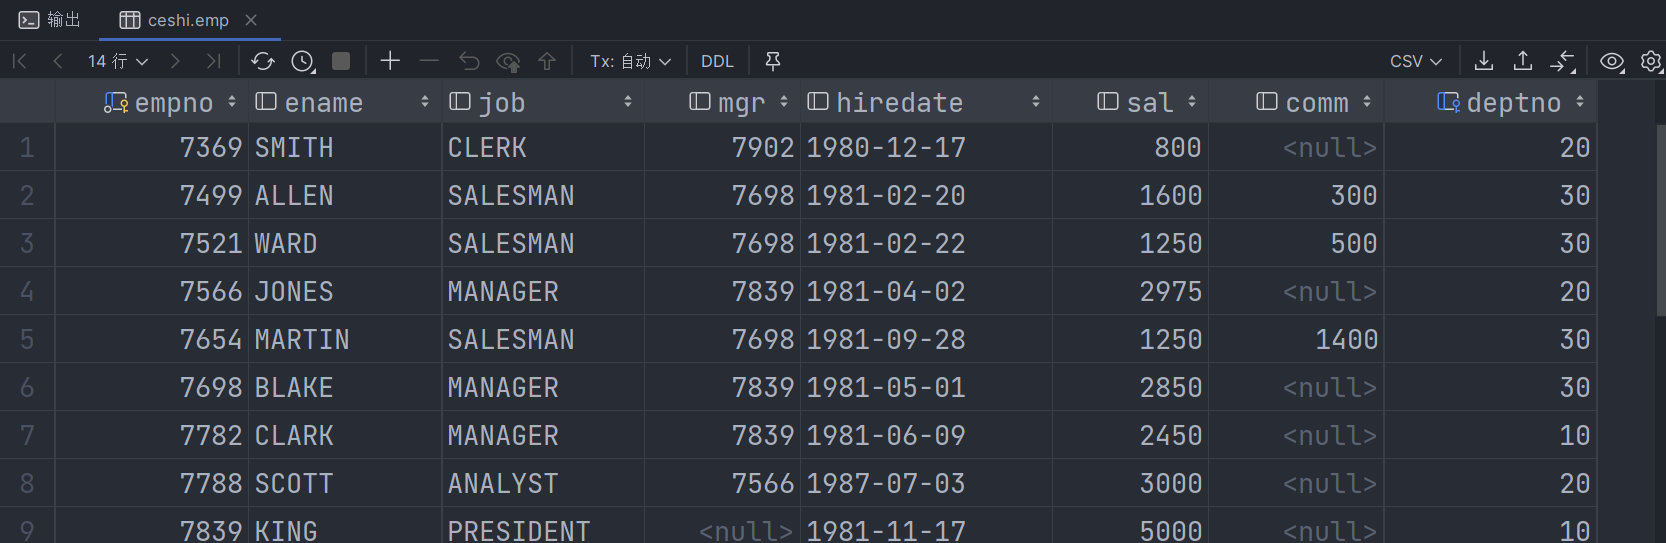 输出 ceshi.emp
14 行 Tx: 自动 DDL CSV
empno ename job mgr hiredate sal comm deptno
1 7369 SMITH CLERK 7902 1980-12-17 800 <null> 20
2 7499 ALLEN SALESMAN 7698 1981-02-20 1600 300 30
3 7521 WARD SALESMAN 7698 1981-02-22 1250 500 30
4 7566 JONES MANAGER 7839 1981-04-02 2975 <null> 20
5 7654 MARTIN SALESMAN 7698 1981-09-28 1250 1400 30
6 7698 BLAKE MANAGER 7839 1981-05-01 2850 <null> 30
7 7782 CLARK MANAGER 7839 1981-06-09 2450 <null> 10
8 7788 SCOTT ANALYST 7566 1987-07-03 3000 <null> 20
9 7839 KING PRESIDENT <null> 1981-11-17 5000 <null> 10